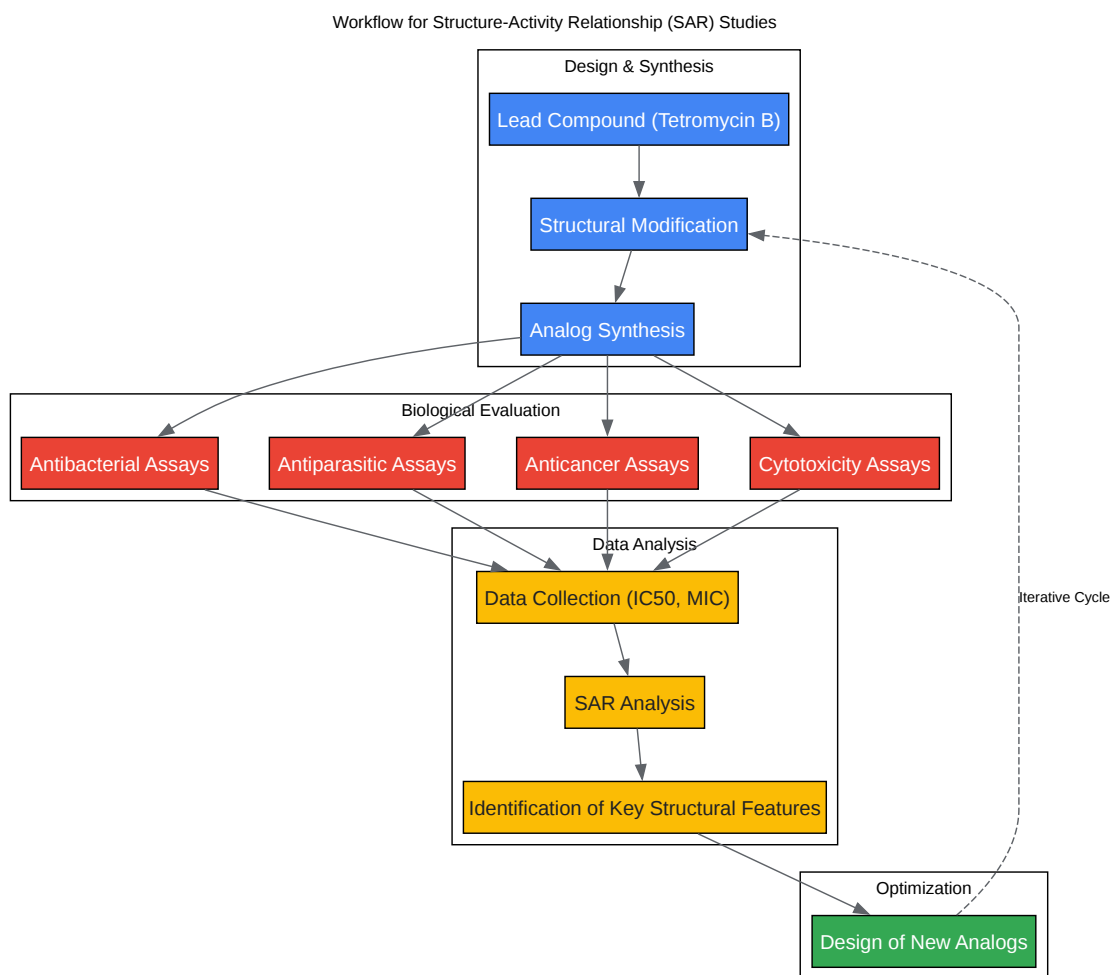 Workflow for Structure-Activity Relationship (SAR) Studies
Design & Synthesis
Lead Compound (Tetromycin B)
Structural Modification
Analog Synthesis
Biological Evaluation
Antibacterial Assays
Antiparasitic Assays
Anticancer Assays
Cytotoxicity Assays
Data Analysis
Data Collection (IC50, MIC)
Iterative Cycle
SAR Analysis
Identification of Key Structural Features
Optimization
Design of New Analogs